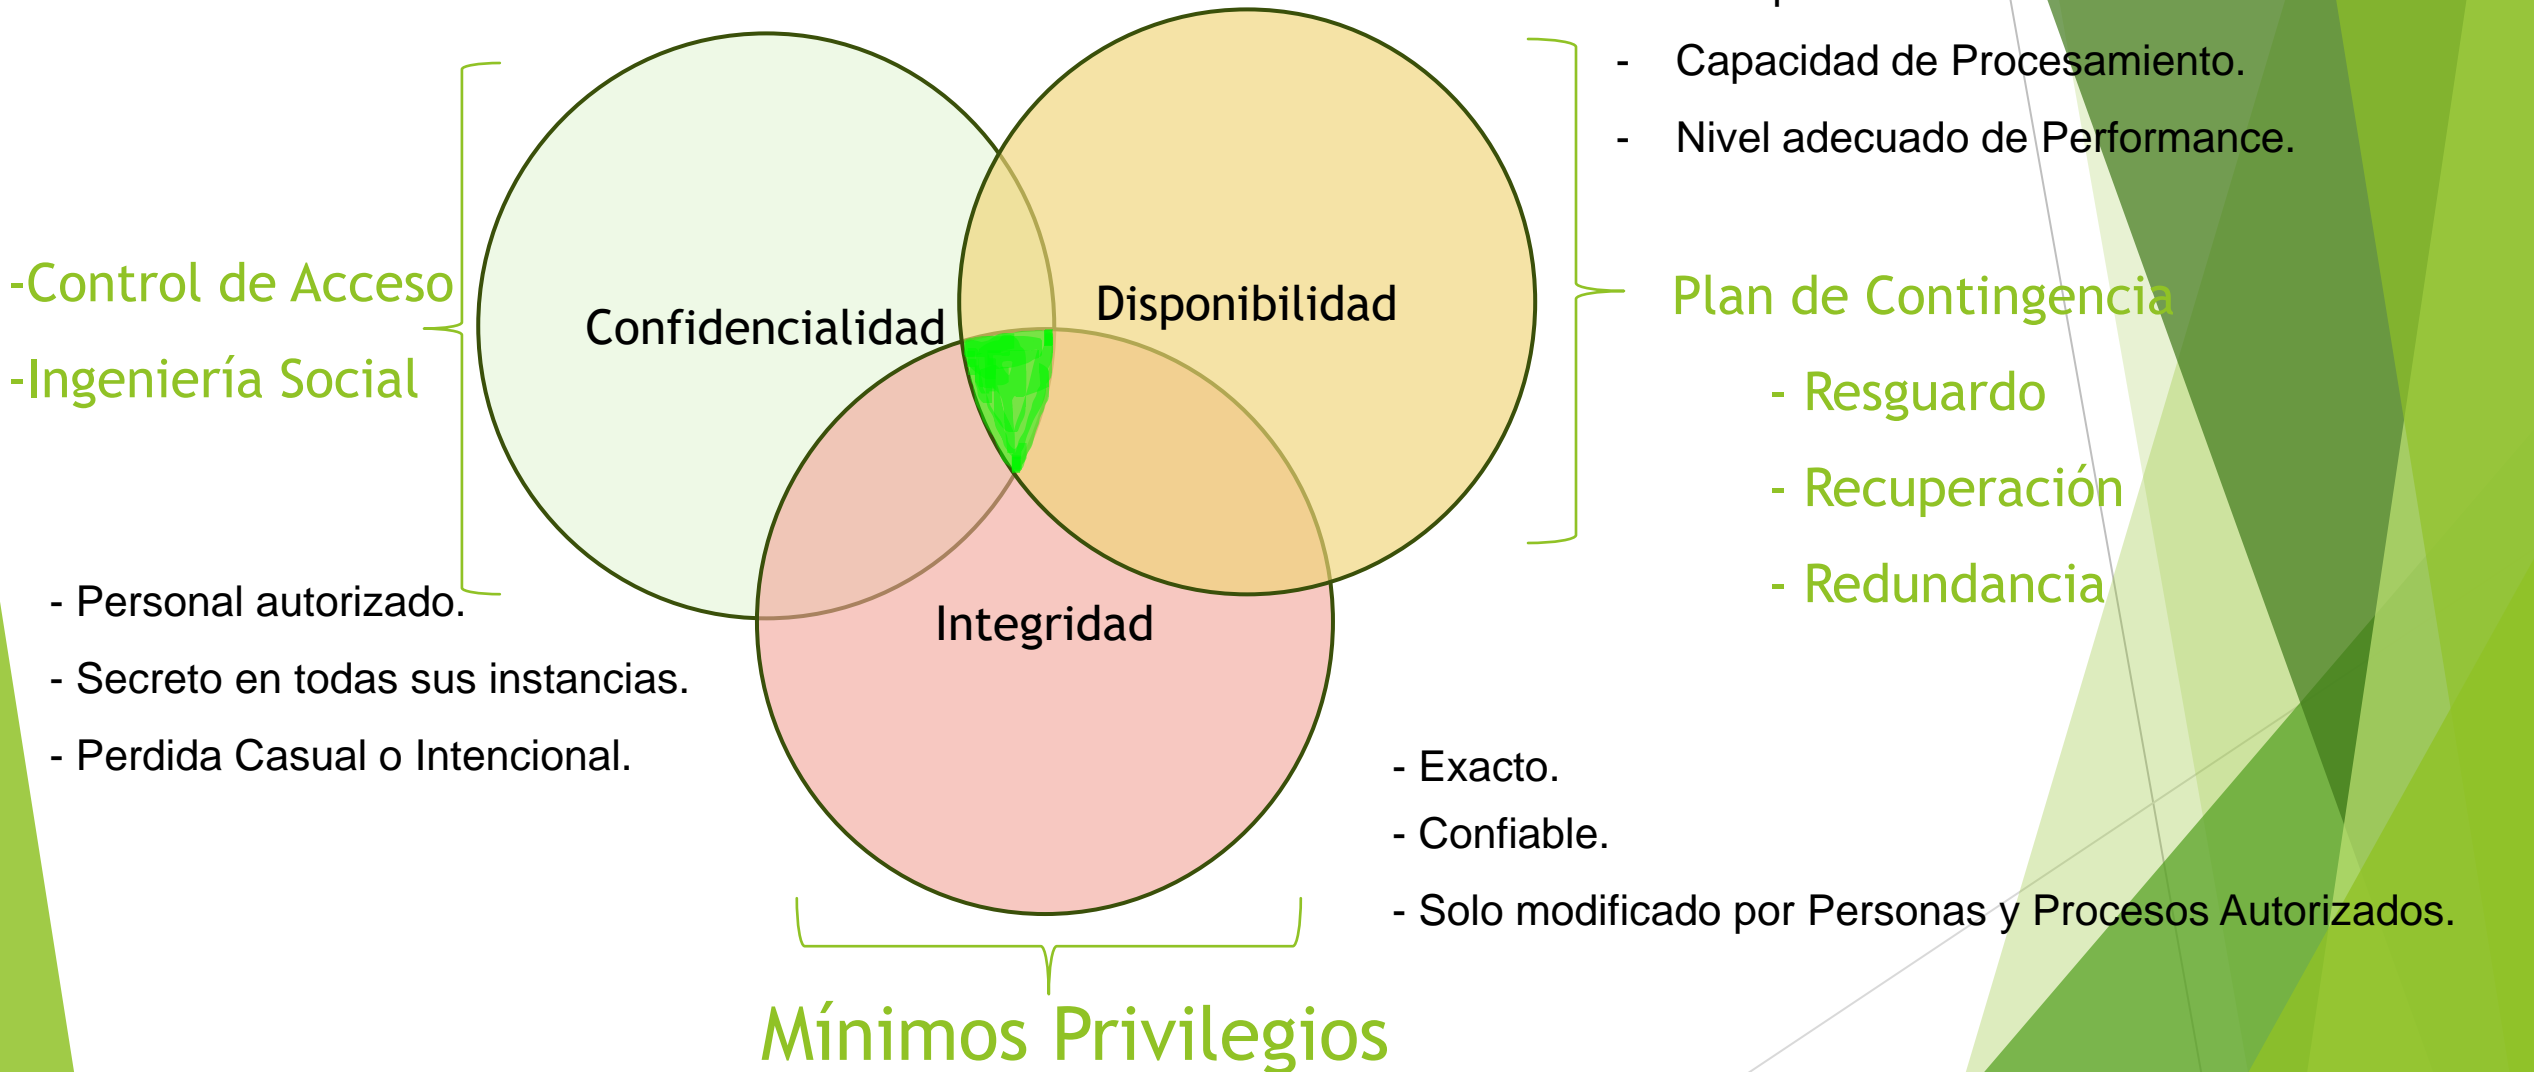 - Capacidad de Procesamiento.
- Nivel adecuado de Performance.
-Control de Acceso
-Ingeniería Social
Confidencialidad
Disponibilidad
Plan de Contingencia
- Resguardo
- Recuperación
- Redundancia
- Personal autorizado.
- Secreto en todas sus instancias.
- Perdida Casual o Intencional.
Integridad
- Exacto.
- Confiable.
- Solo modificado por Personas y Procesos Autorizados.
Mínimos Privilegios